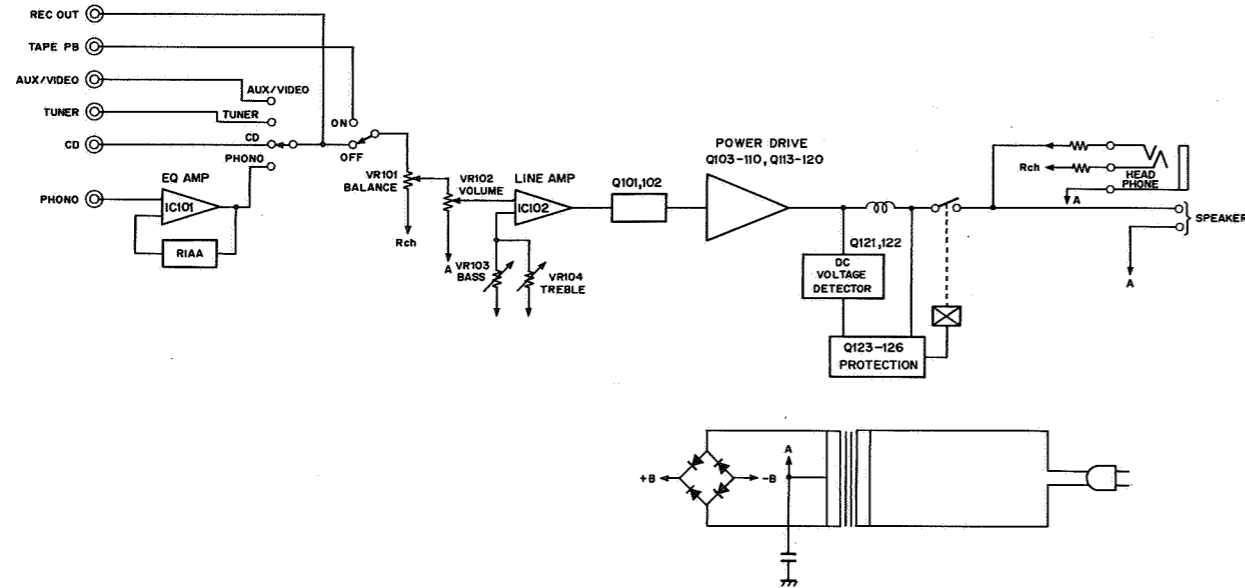 REC OUT
TAPE PB
AUX/VIDEO
AUX/VIDEO
TUNER
TUNER
CD
CD
ON
OFF
PHONO
EQ AMP
PHONO
IC101
RIAA
VR101
BALANCE
Rch
VR102
VOLUME
A
LINE AMP
IC102
VR103
BASS
VR104
TREBLE
Q101,102
POWER DRIVE
Q103-110, Q113-120
Q121,122
DC
VOLTAGE
DETECTOR
Q123-126
PROTECTION
Rch
HEAD
PHONE
A
SPEAKER
A
A
+B
-B